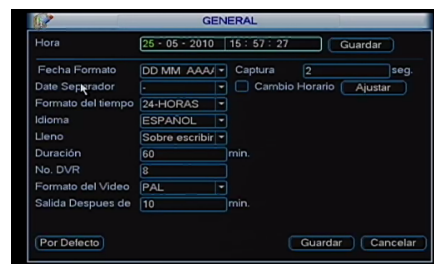 GENERAL
Hora 25 - 05 - 2010 15 : 57 : 27 Guardar
Fecha Formato DD MM AAA/ Captura 2 seg.
Date Separador - Cambio Horario Ajustar
Formato del tiempo 24-HORAS
Idioma ESPAÑOL
Lleno Sobre escribir
Duración 60 min.
No. DVR 8
Formato del Video PAL
Salida Despues de 10 min.
Por Defecto Guardar Cancelar